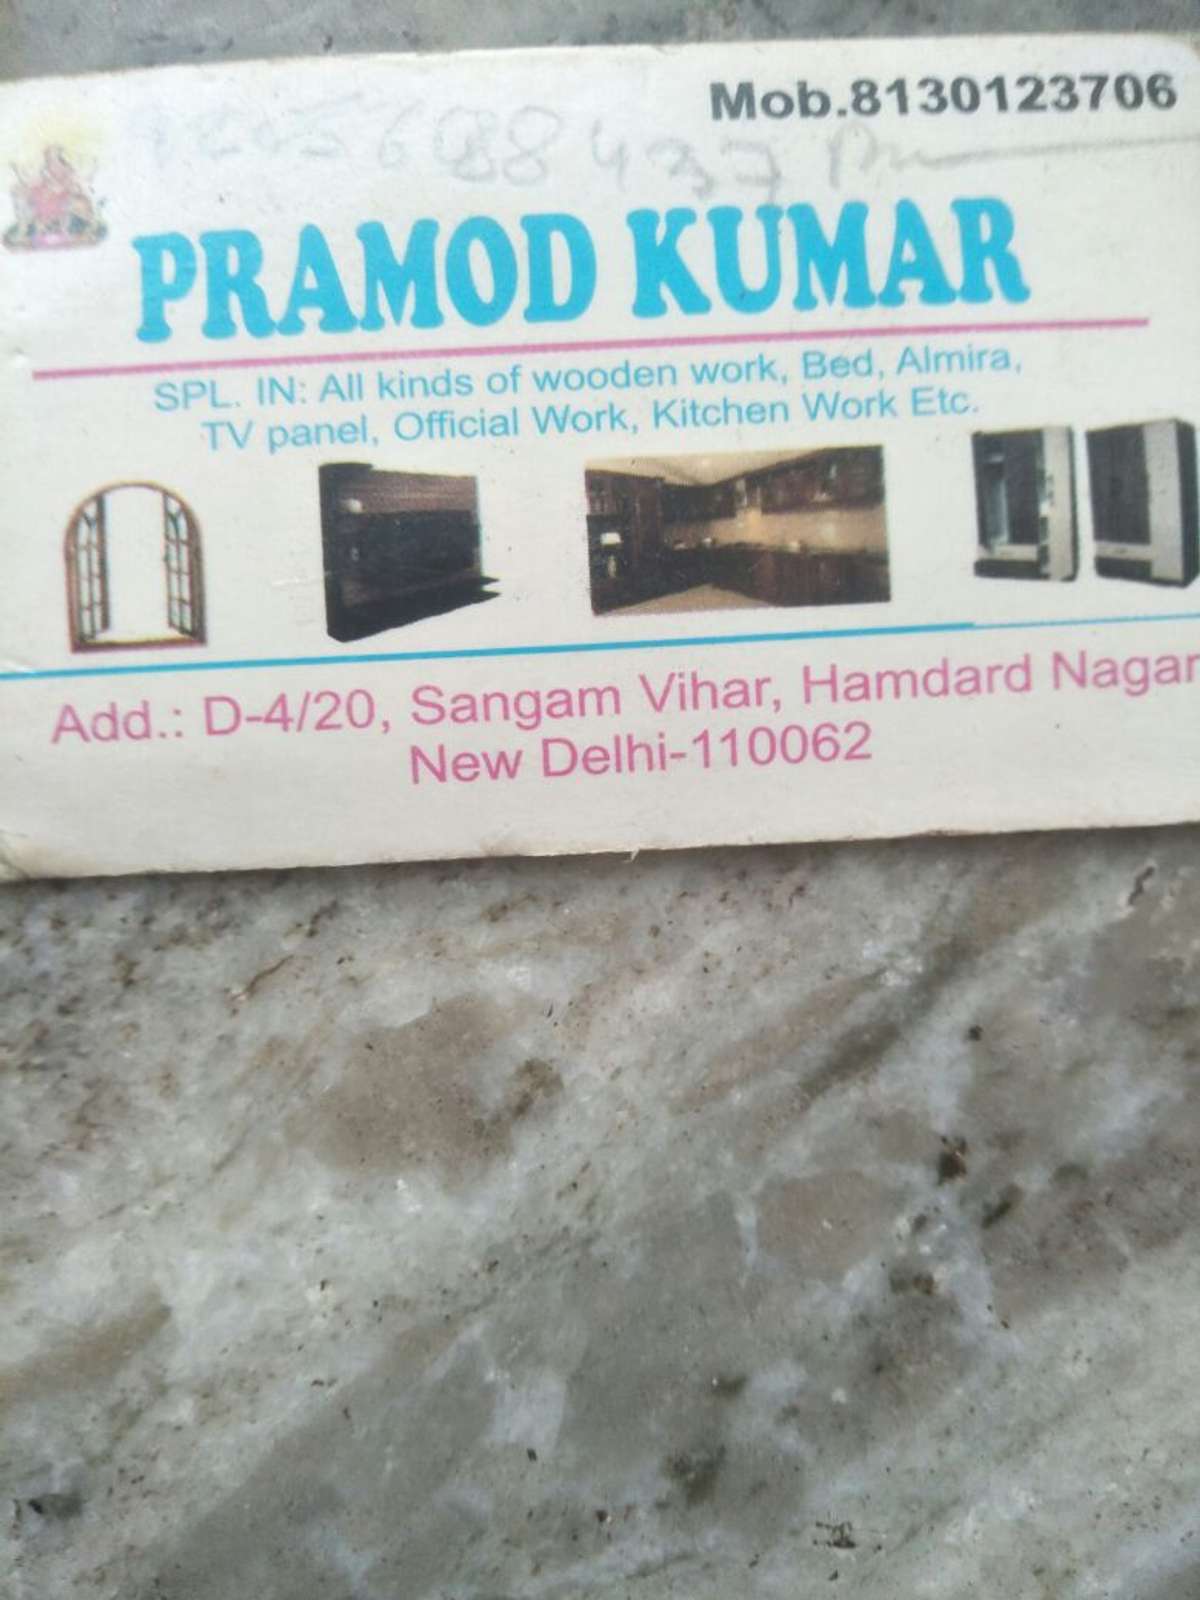 Mob.8130123706
PRAMOD KUMAR
SPL. IN: All kinds of wooden work, Bed, Almira,
TV panel, Official Work, Kitchen Work Etc.
Add.: D-4/20, Sangam Vihar, Hamdard Nagar
New Delhi-110062